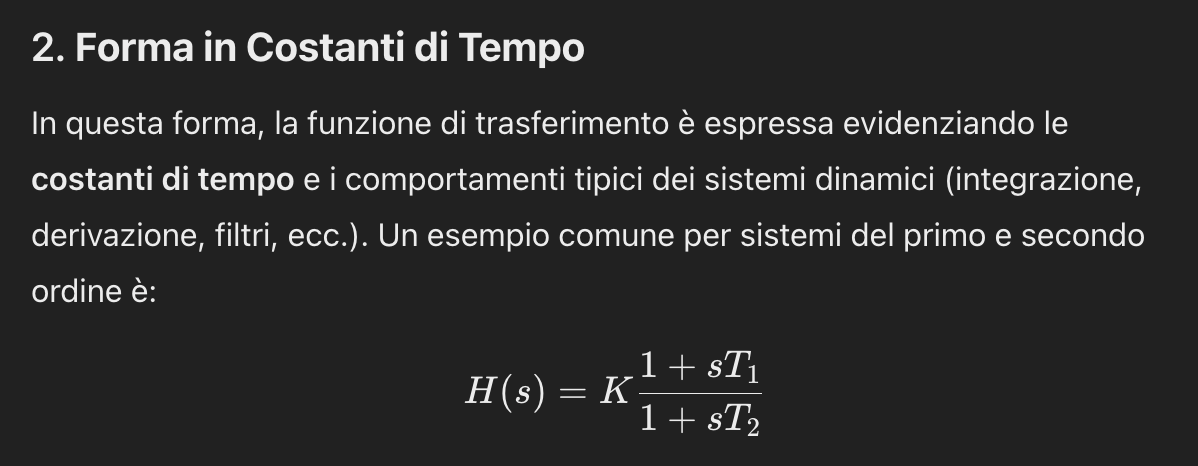 2. Forma in Costanti di Tempo
In questa forma, la funzione di trasferimento è espressa evidenziando le
costanti di tempo e i comportamenti tipici dei sistemi dinamici (integrazione,
derivazione, filtri, ecc.). Un esempio comune per sistemi del primo e secondo
ordine è:
H(s) = K \frac{1 + sT_1}{1 + sT_2}